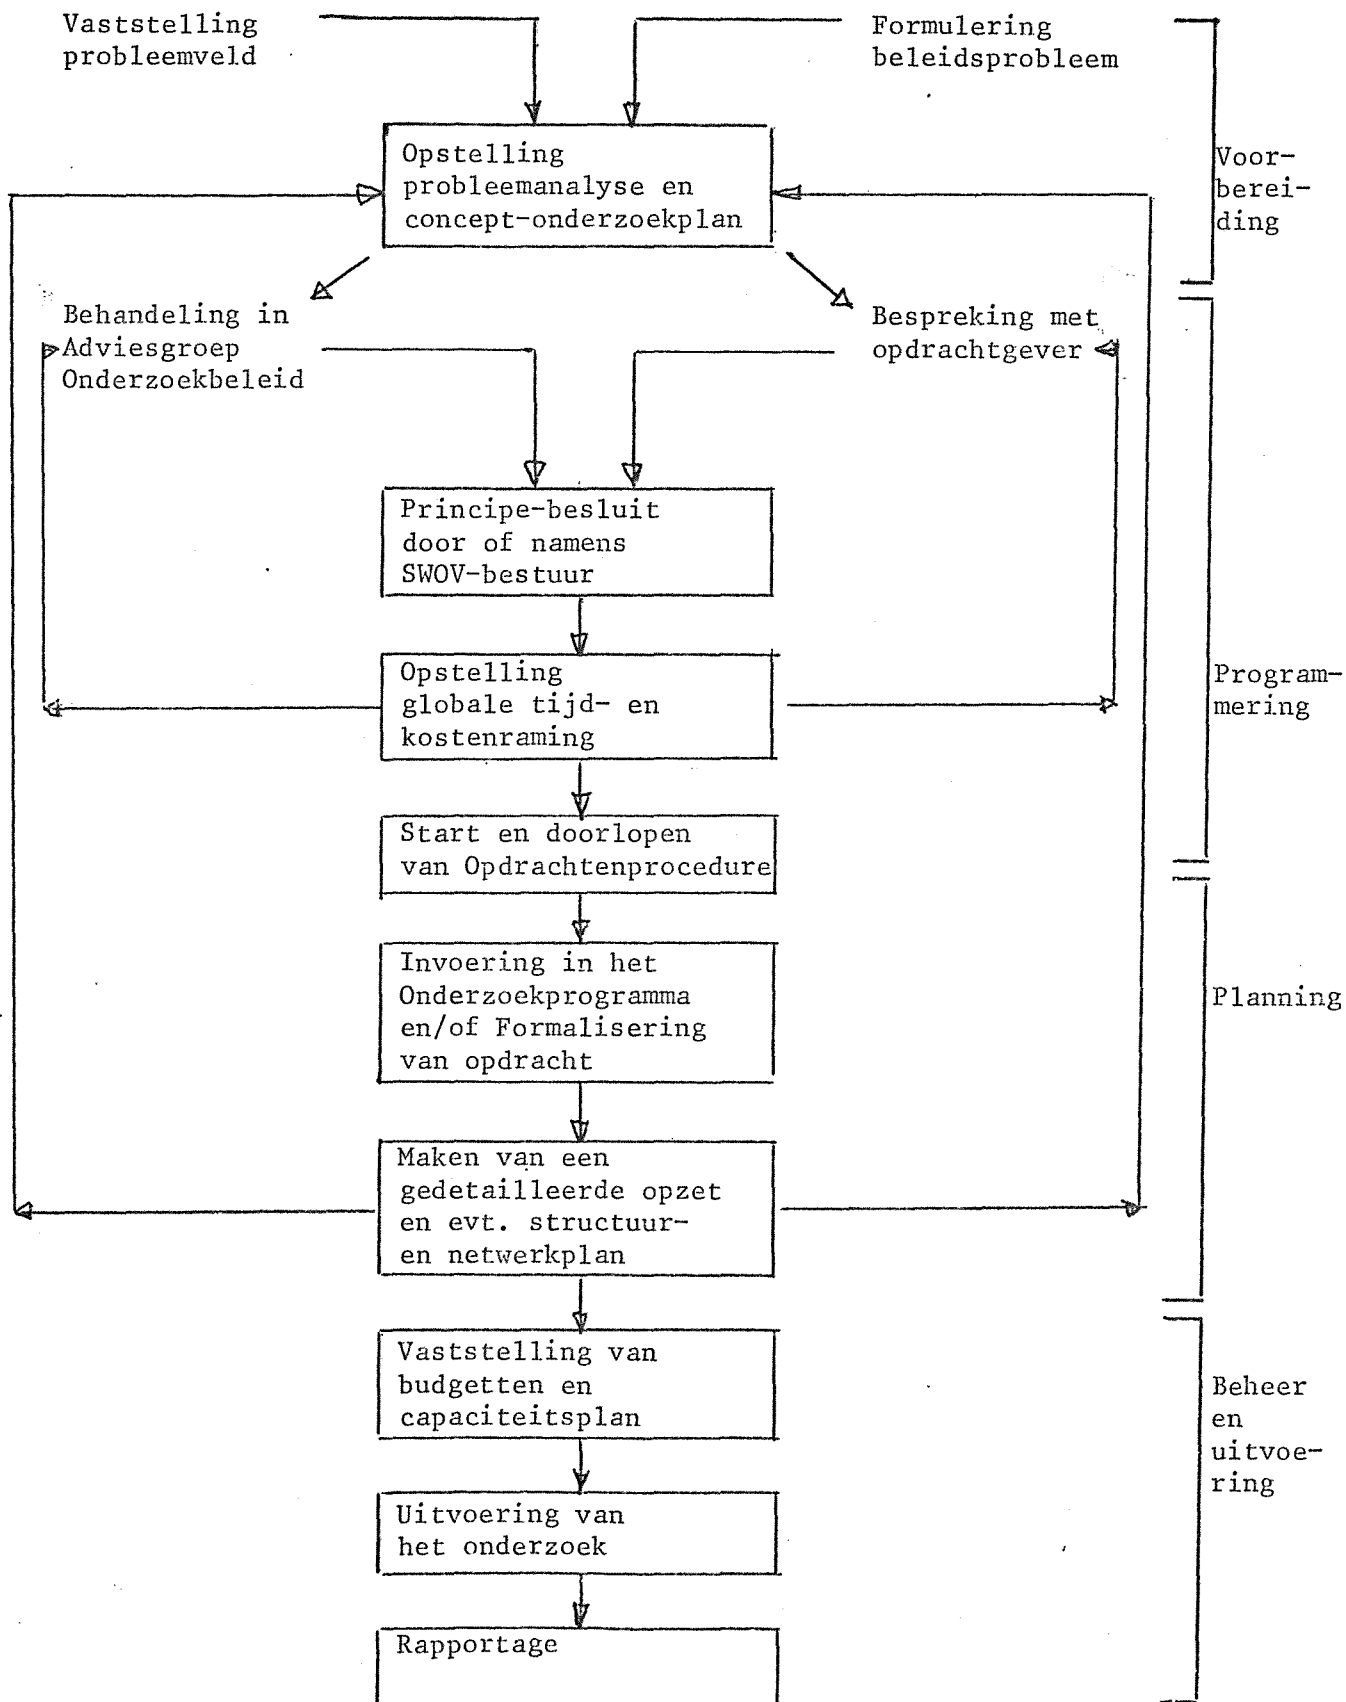 Vaststelling
probleemveld
Formulering
beleidsprobleem
Opstelling
probleemanalyse en
concept-onderzoekplan
Voor-
berei-
ding
Behandeling in
Adviesgroep
Onderzoekbeleid
Bespreking met
opdrachtgever
Principe-besluit
door of namens
SWOV-bestuur
Opstelling
globale tijd- en
kostenraming
Program-
mering
Start en doorlopen
van Opdrachtenprocedure
Invoering in het
Onderzoekprogramma
en/of Formalisering
van opdracht
Planning
Maken van een
gedetailleerde opzet
en evt. structuur-
en netwerkplan
Vaststelling van
budgetten en
capaciteitsplan
Beheer
en
uitvoe-
ring
Uitvoering van
het onderzoek
Rapportage